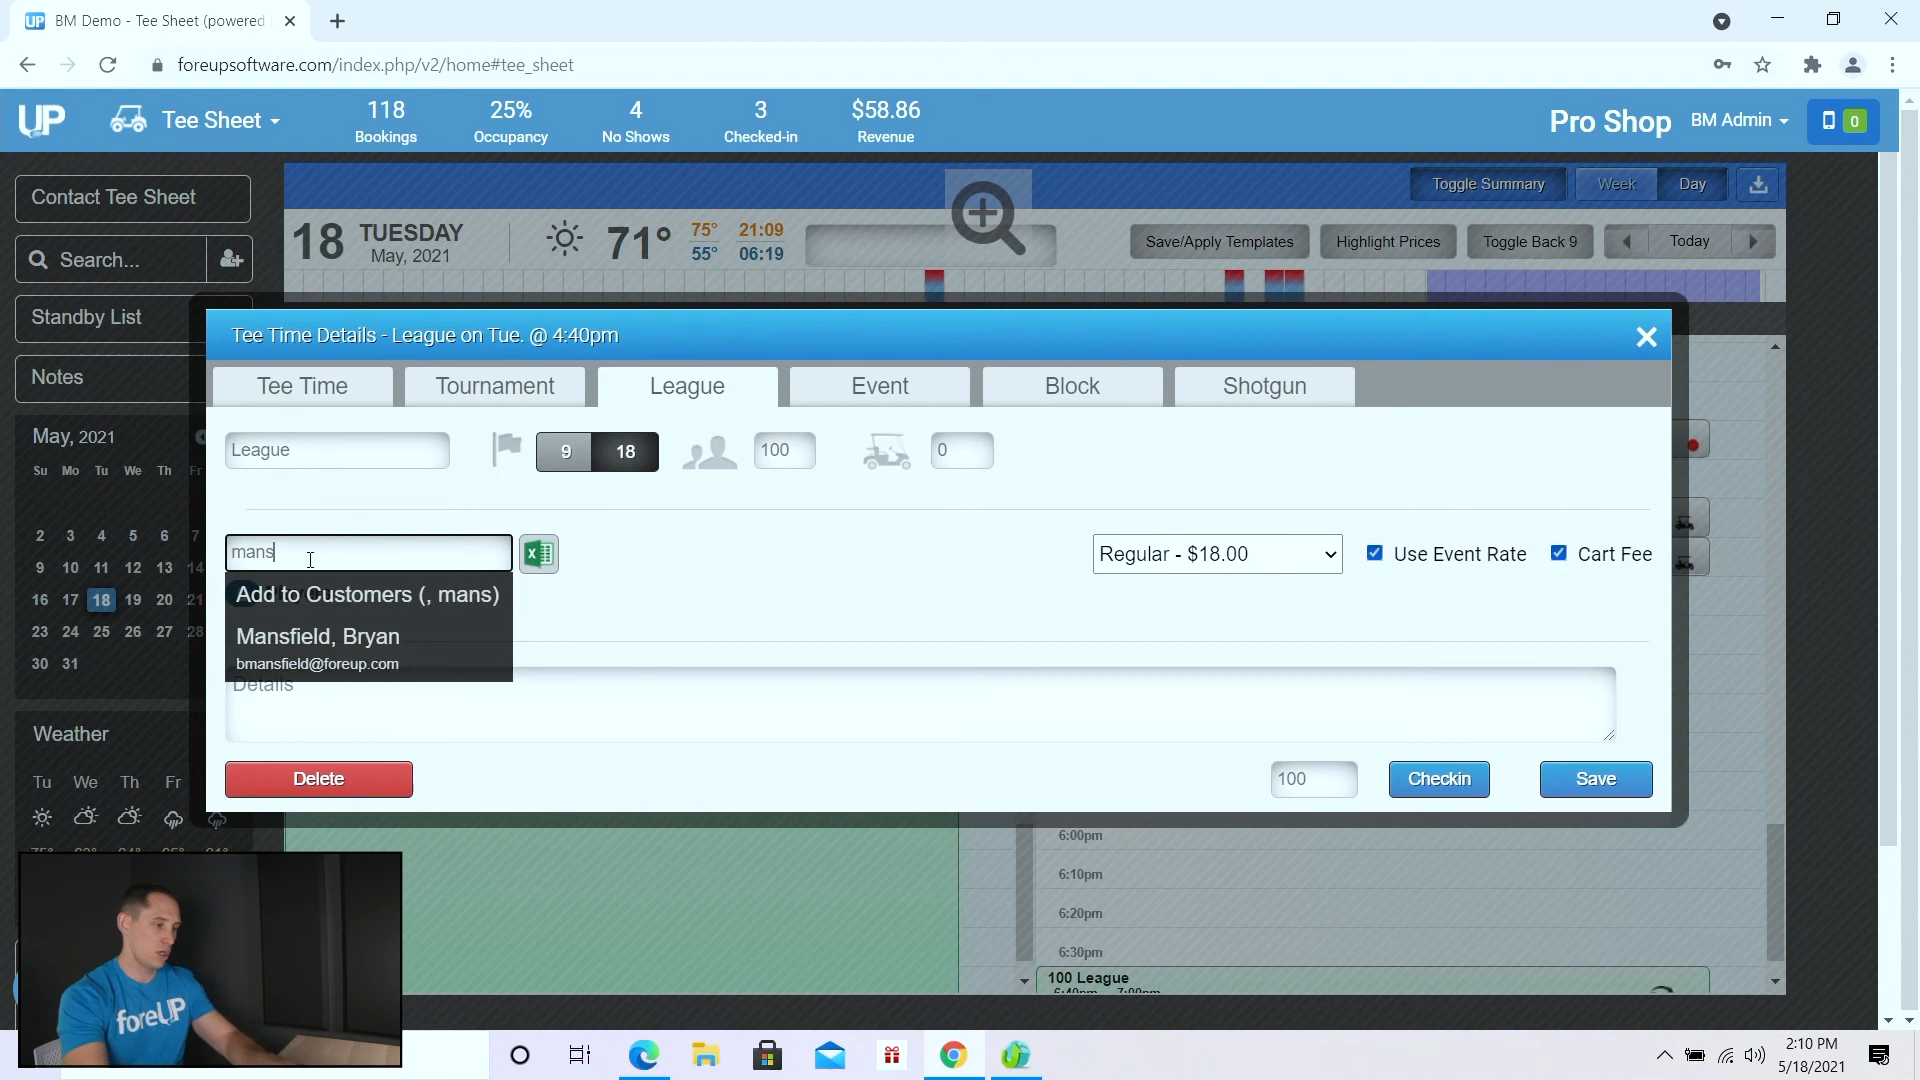 UP BM Demo - Tee Sheet (powered
foreupsoftware.com/index.php/v2/home#tee_sheet
UP
Tee Sheet
118
Bookings
25%
Occupancy
4
No Shows
3
Checked-in
$58.86
Revenue
Pro Shop
BM Admin
0
Contact Tee Sheet
Search...
Standby List
Notes
Toggle Summary
Week
Day
18
TUESDAY
May, 2021
71°
75°
55°
21:09
06:19
Save/Apply Templates
Highlight Prices
Toggle Back 9
Today
May, 2021
Su Mo Tu We Th Fr
2 3 4 5 6 7
9 10 11 12 13 14
16 17 18 19 20 21
23 24 25 26 27 28
30 31
Weather
Tu We Th Fr
Tee Time Details - League on Tue. @ 4:40pm
Tee Time
Tournament
League
Event
Block
Shotgun
League
9
18
100
0
mans
Add to Customers (, mans)
Mansfield, Bryan
bmansfield@foreup.com
Regular - $18.00
Use Event Rate
Cart Fee
Details
Delete
100
Checkin
Save
6:00pm
6:10pm
6:20pm
6:30pm
100 League
6:40pm - 7:00pm
foreUP
2:10 PM
5/18/2021